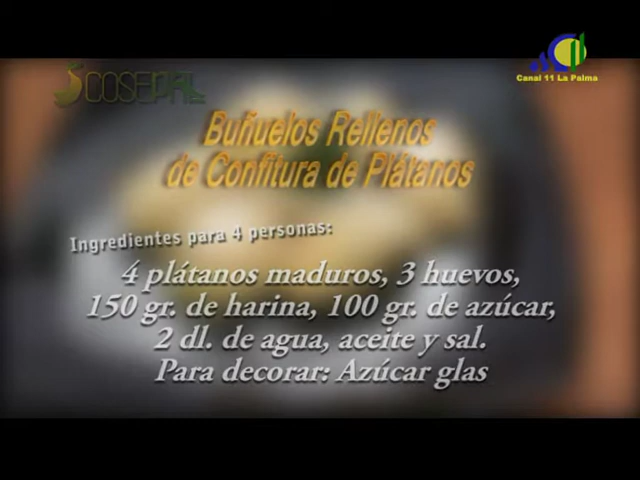 COSEPAL
Canal 11 La Palma
Buñuelos Rellenos
de Confitura de Plátanos
Ingredientes para 4 personas:
4 plátanos maduros, 3 huevos,
150 gr. de harina, 100 gr. de azúcar,
2 dl. de agua, aceite y sal.
Para decorar: Azúcar glas